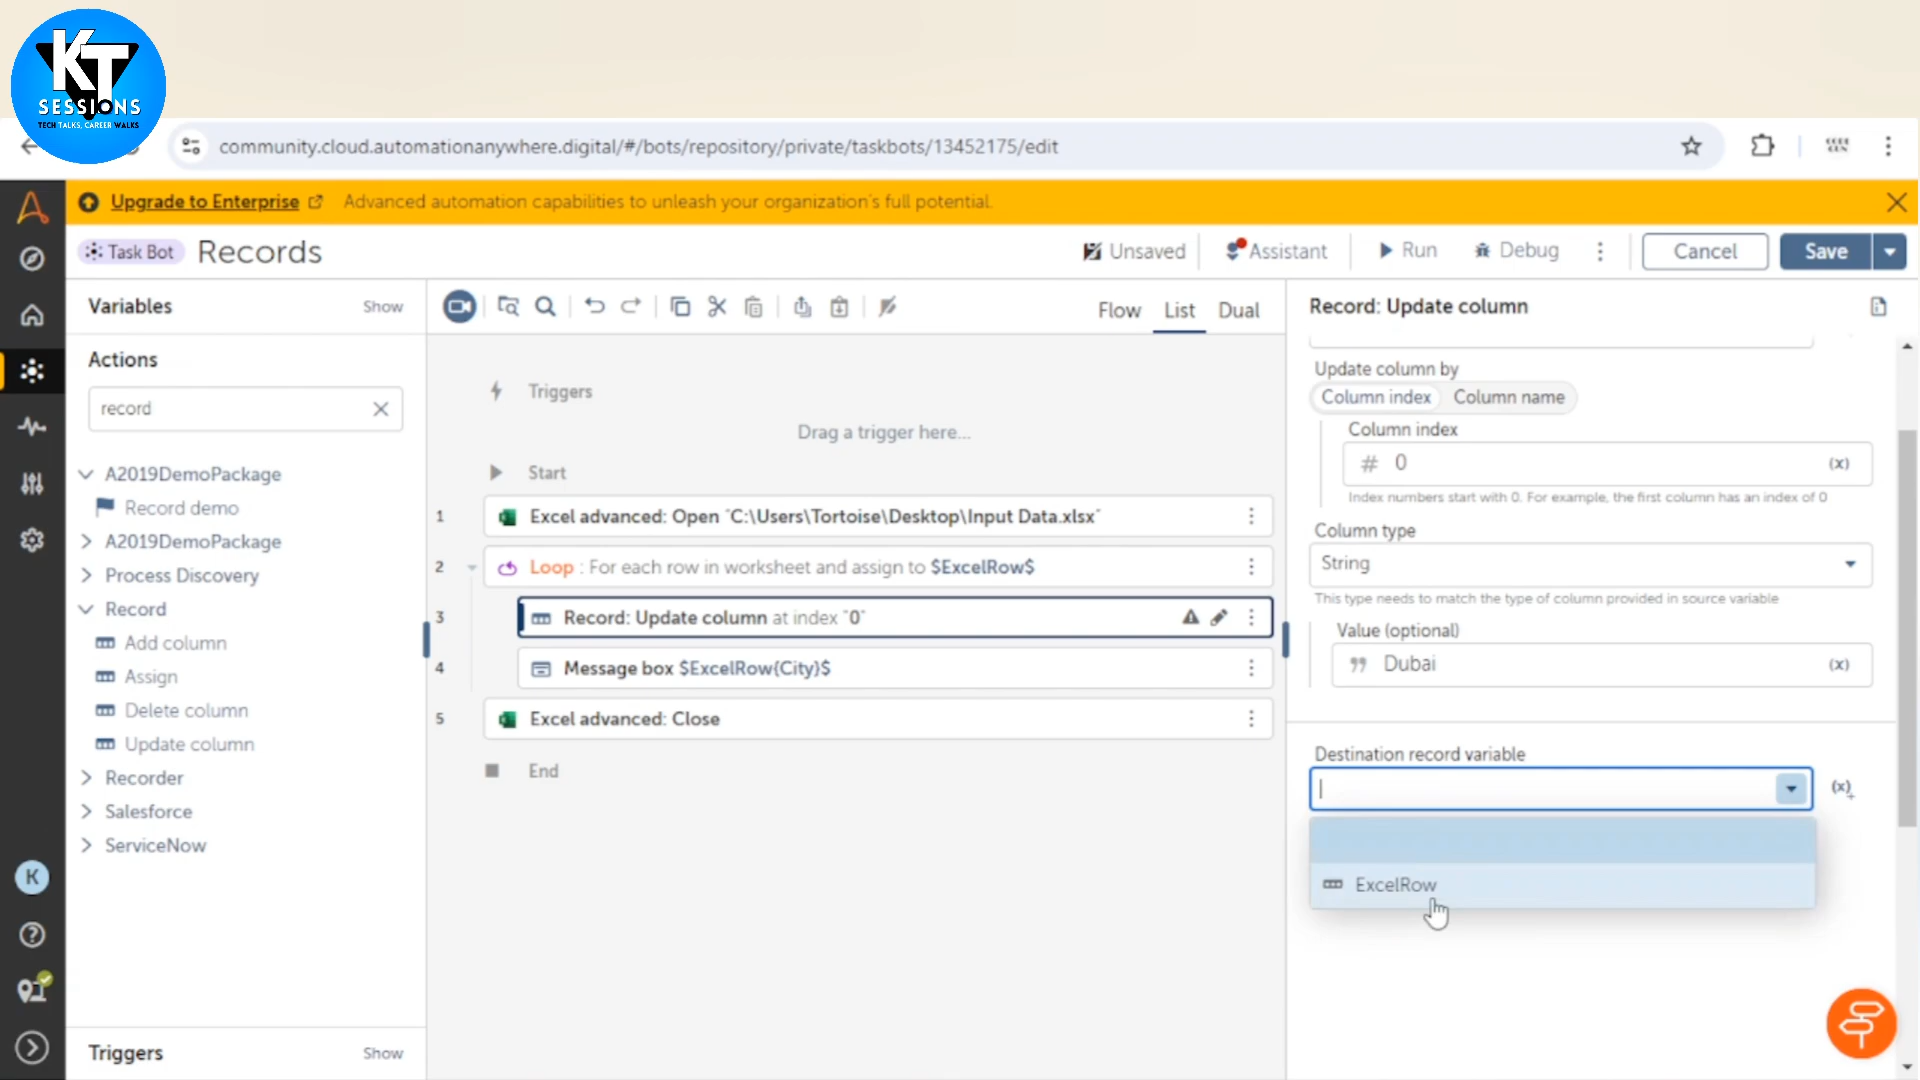 KT
SESSIONS
TECH TALKS, CAREER WALKS
community.cloud.automationanywhere.digital/#/bots/repository/private/taskbots/13452175/edit
Upgrade to Enterprise Advanced automation capabilities to unleash your organization's full potential.
Task Bot Records Unsaved Assistant Run Debug Cancel Save
Variables Show
Flow List Dual
Record: Update column
Actions
record
A2019DemoPackage
Record demo
A2019DemoPackage
Process Discovery
Record
Add column
Assign
Delete column
Update column
Recorder
Salesforce
ServiceNow
K
Triggers Show
Triggers
Drag a trigger here...
Start
1 Excel advanced: Open "C:\Users\Tortoise\Desktop\Input Data.xlsx"
2 Loop : For each row in worksheet and assign to $ExcelRow$
3 Record: Update column at index "0"
4 Message box $ExcelRow{City}$
5 Excel advanced: Close
End
Update column by
Column index Column name
Column index
# 0 (x)
Index numbers start with 0. For example, the first column has an index of 0
Column type
String
This type needs to match the type of column provided in source variable
Value (optional)
Dubai (x)
Destination record variable
(x)+
ExcelRow